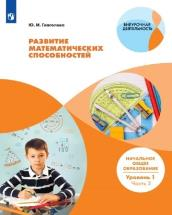 Ю. И. Глаголева
ВНЕУРОЧНАЯ
ДЕЯТЕЛЬНОСТЬ
РАЗВИТИЕ
МАТЕМАТИЧЕСКИХ
СПОСОБНОСТЕЙ
НАЧАЛЬНОЕ
ОБЩЕЕ
ОБРАЗОВАНИЕ
Уровень 1
Часть 2